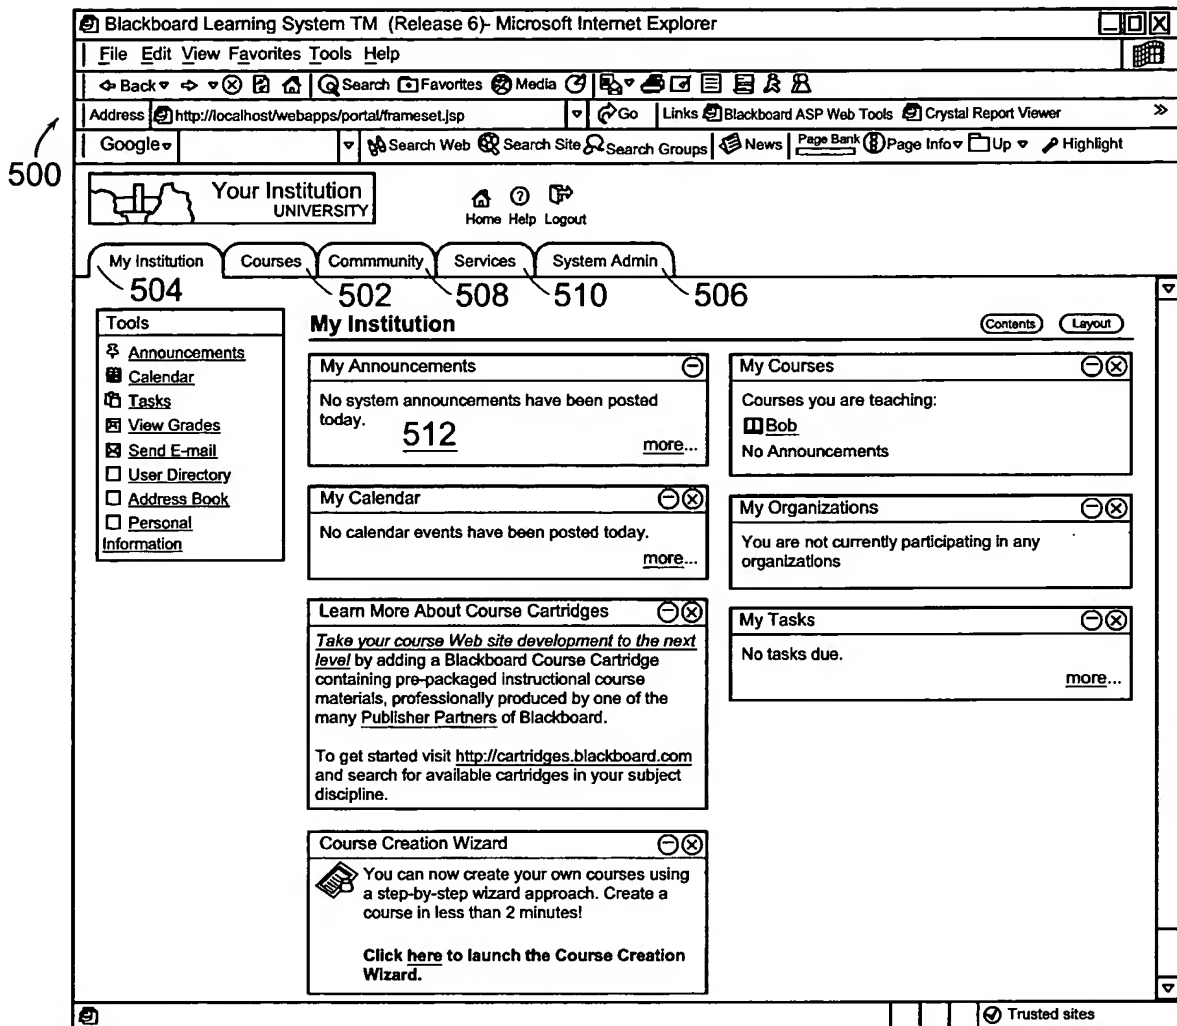 Blackboard Learning System TM (Release 6)- Microsoft Internet Explorer
File Edit View Favorites Tools Help
Back Search Favorites Media
Address http://localhost/webapps/portal/frameset.jsp Go Links Blackboard ASP Web Tools Crystal Report Viewer »
Google Search Web Search Site Search Groups News Page Bank Page Info Up Highlight
500
Your Institution
UNIVERSITY
Home Help Logout
My Institution Courses Commmunity Services System Admin
504 502 508 510 506
Tools
Announcements
Calendar
Tasks
View Grades
Send E-mail
User Directory
Address Book
Personal
Information
My Institution Contents Layout
My Announcements
No system announcements have been posted
today.
512
more...
My Calendar
No calendar events have been posted today.
more...
Learn More About Course Cartridges
Take your course Web site development to the next
level by adding a Blackboard Course Cartridge
containing pre-packaged instructional course
materials, professionally produced by one of the
many Publisher Partners of Blackboard.
To get started visit http://cartridges.blackboard.com
and search for available cartridges in your subject
discipline.
Course Creation Wizard
You can now create your own courses using
a step-by-step wizard approach. Create a
course in less than 2 minutes!
Click here to launch the Course Creation
Wizard.
My Courses
Courses you are teaching:
Bob
No Announcements
My Organizations
You are not currently participating in any
organizations
My Tasks
No tasks due.
more...
Trusted sites